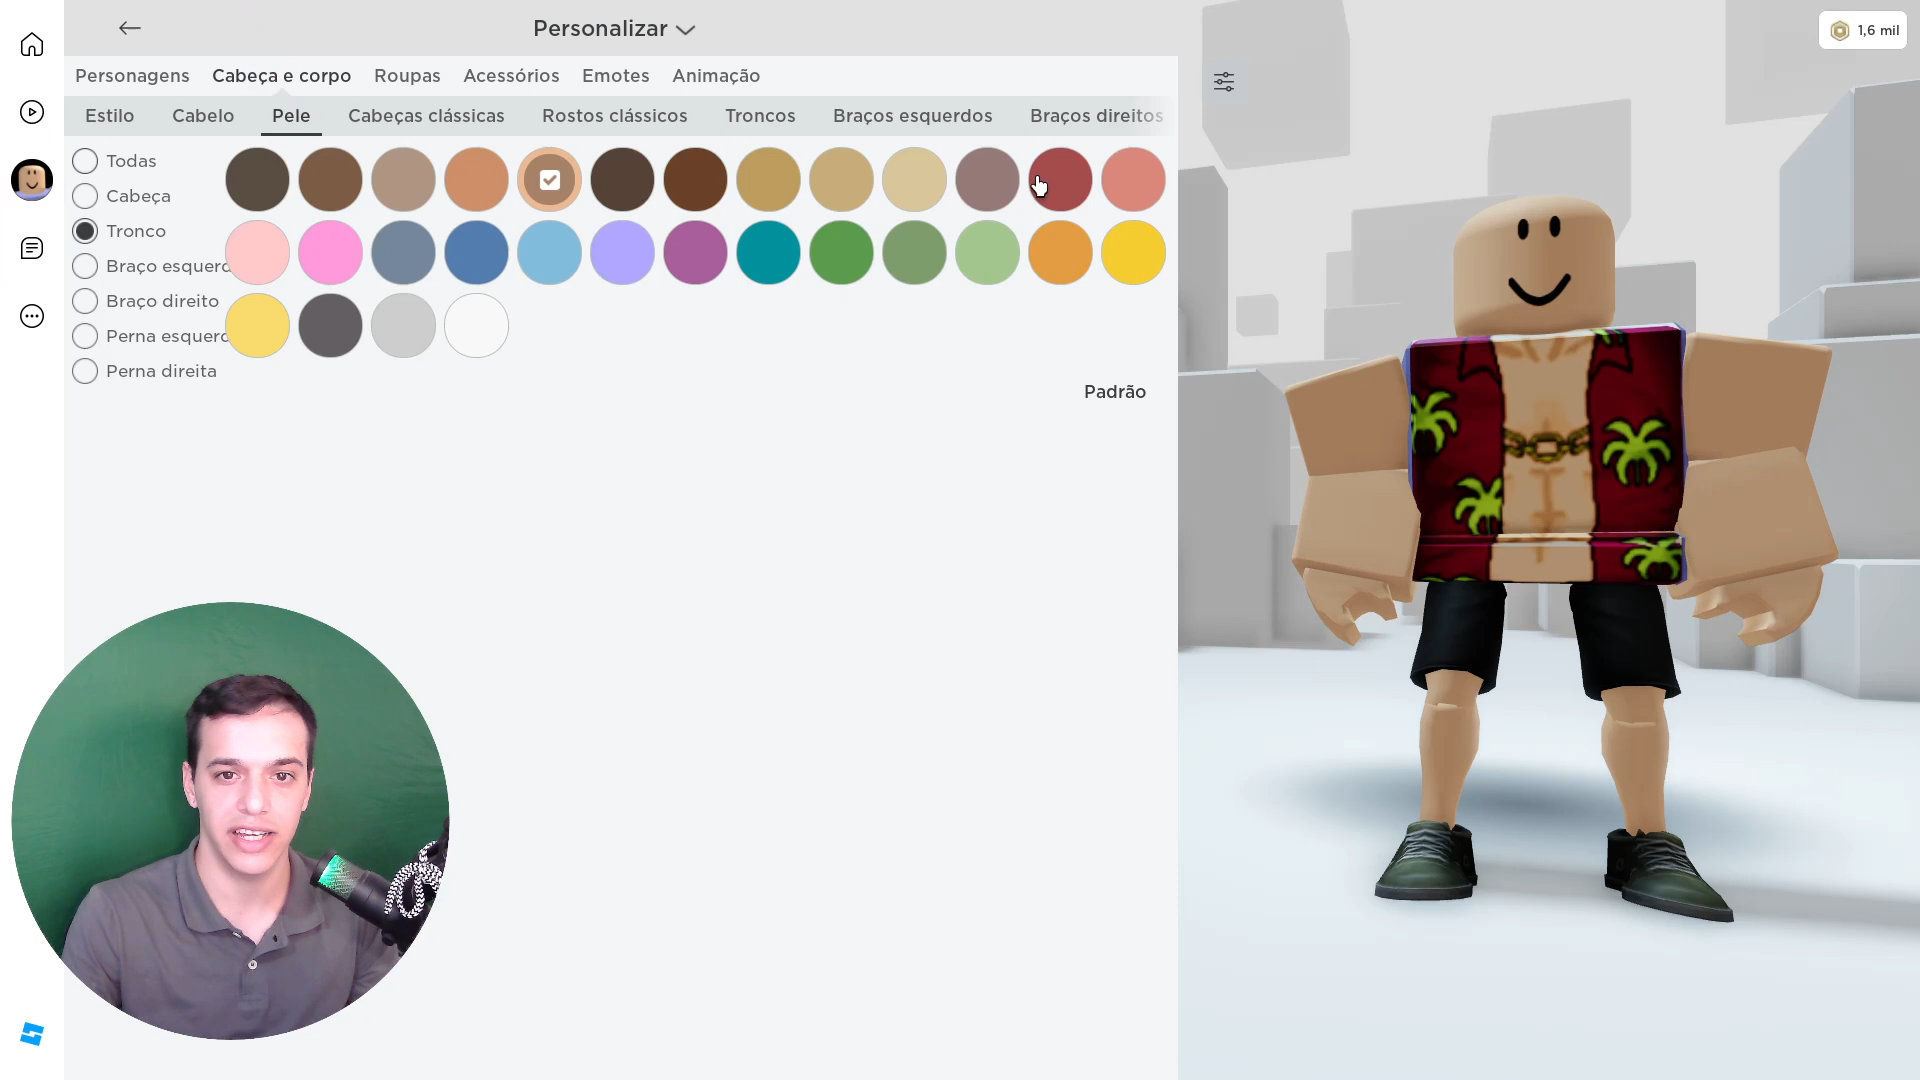 Personalizar
1,6 mil
Personagens Cabeça e corpo Roupas Acessórios Emotes Animação
Estilo Cabelo Pele Cabeças clássicas Rostos clássicos Troncos Braços esquerdos Braços direitos
Todas
Cabeça
Tronco
Braço esquerd
Braço direito
Perna esquerd
Perna direita
Padrão